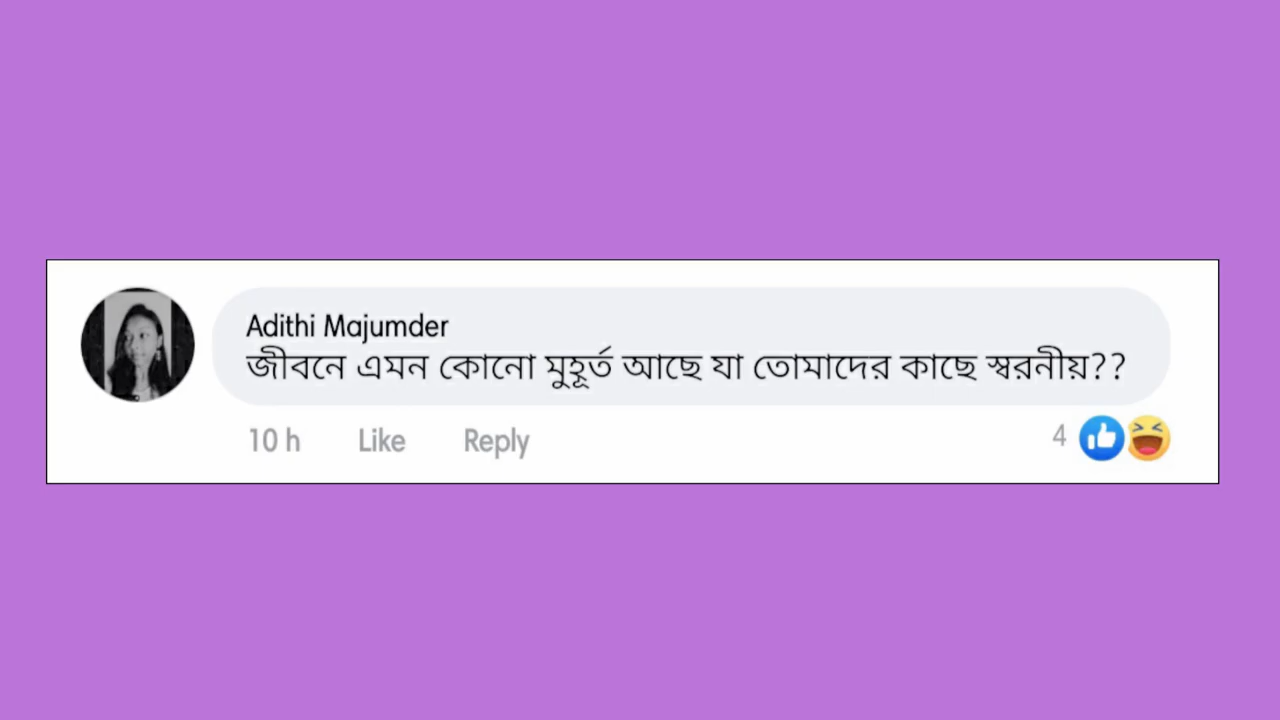 Adithi Majumder
জীবনে এমন কোনো মুহূর্ত আছে যা তোমাদের কাছে স্বরনীয়??
10 h Like Reply 4